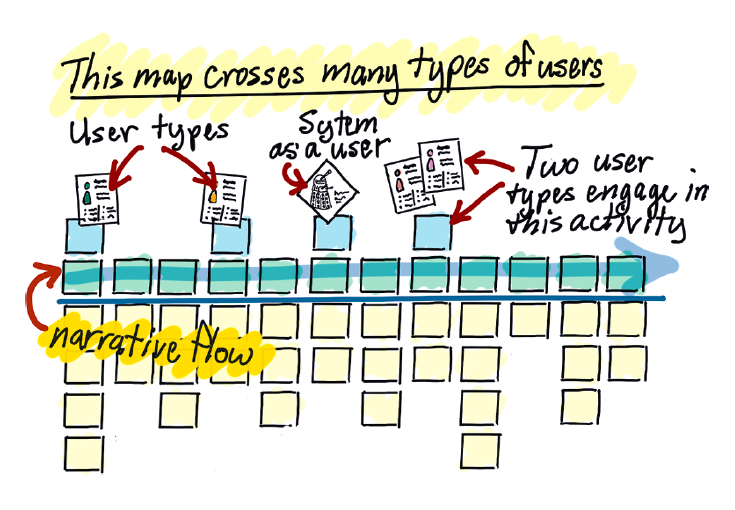 This map crosses many types of users
User types
Sytem
as a user
Two user
types engage in
this activity
narrative flow